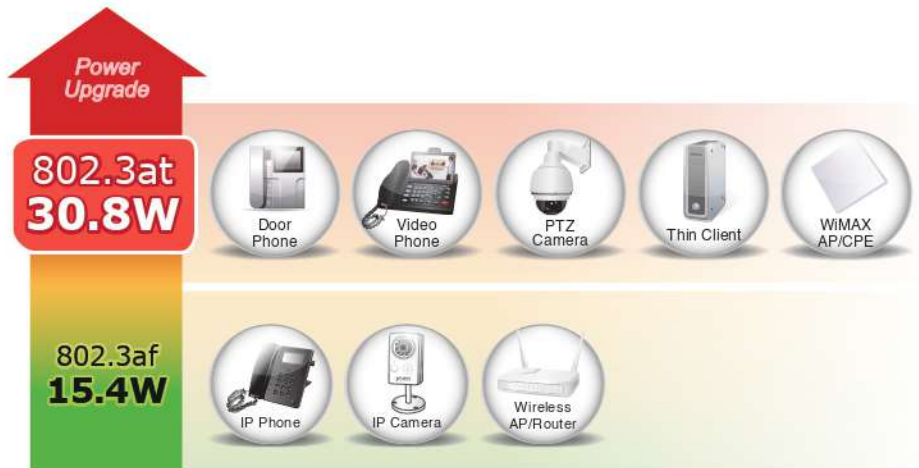 Power
Upgrade
802.3at
30.8W
Door
Phone
Video
Phone
PTZ
Camera
Thin Client
WiMAX
AP/CPE
802.3af
15.4W
IP Phone
IP Camera
Wireless
AP/Router